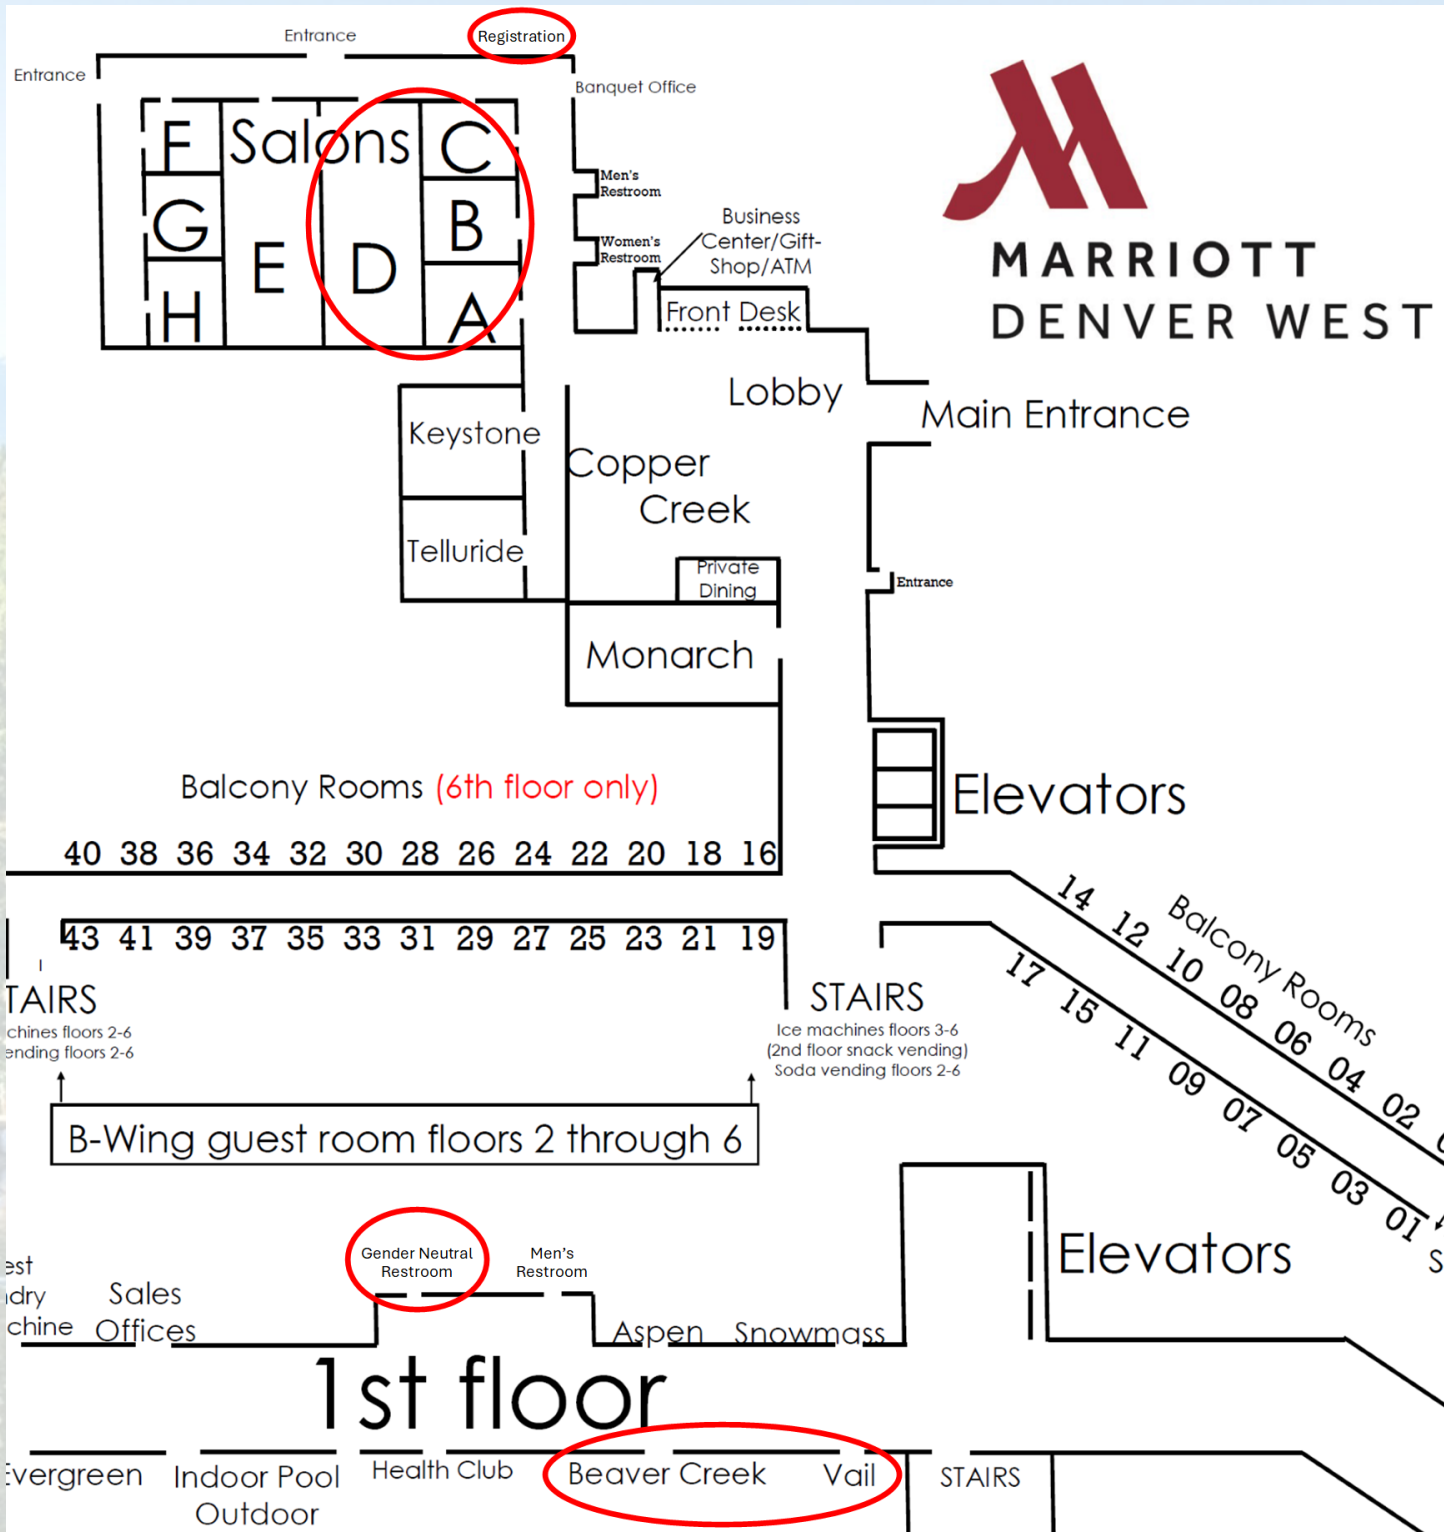 Entrance
Registration
Entrance
Banquet Office
F
Salons
C
G
B
E
D
H
A
Men's
Restroom
Women's
Restroom
Business
Center/Gift-
Shop/ATM
Front Desk
MARRIOTT
DENVER WEST
Lobby
Main Entrance
Keystone
Copper
Creek
Telluride
Private
Dining
Entrance
Monarch
Balcony Rooms (6th floor only)
Elevators
40 38 36 34 32 30 28 26 24 22 20 18 16
43 41 39 37 35 33 31 29 27 25 23 21 19
14 12 10 08 06 04 02
Balcony Rooms
17 15 11 09 07 05 03 01
TAIRS
chines floors 2-6
ending floors 2-6
STAIRS
Ice machines floors 3-6
(2nd floor snack vending)
Soda vending floors 2-6
B-Wing guest room floors 2 through 6
Gender Neutral
Restroom
Men's
Restroom
Elevators
S
est
dry
chine
Sales
Offices
Aspen
Snowmass
1st floor
Evergreen
Indoor Pool
Outdoor
Health Club
Beaver Creek
Vail
STAIRS